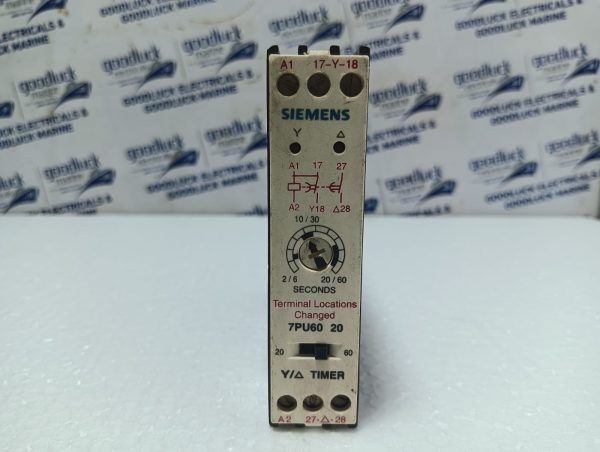 goodluck
GOODLUCK ELECTRICALS &
GOODLUCK MARINE
A1 17-Y-18
SIEMENS
Y Δ
A1 17 27
A2 Y18 Δ28
10/30
2/6 20/60
SECONDS
Terminal Locations
Changed
7PU60 20
20 60
Y/Δ TIMER
A2 27-Δ-28